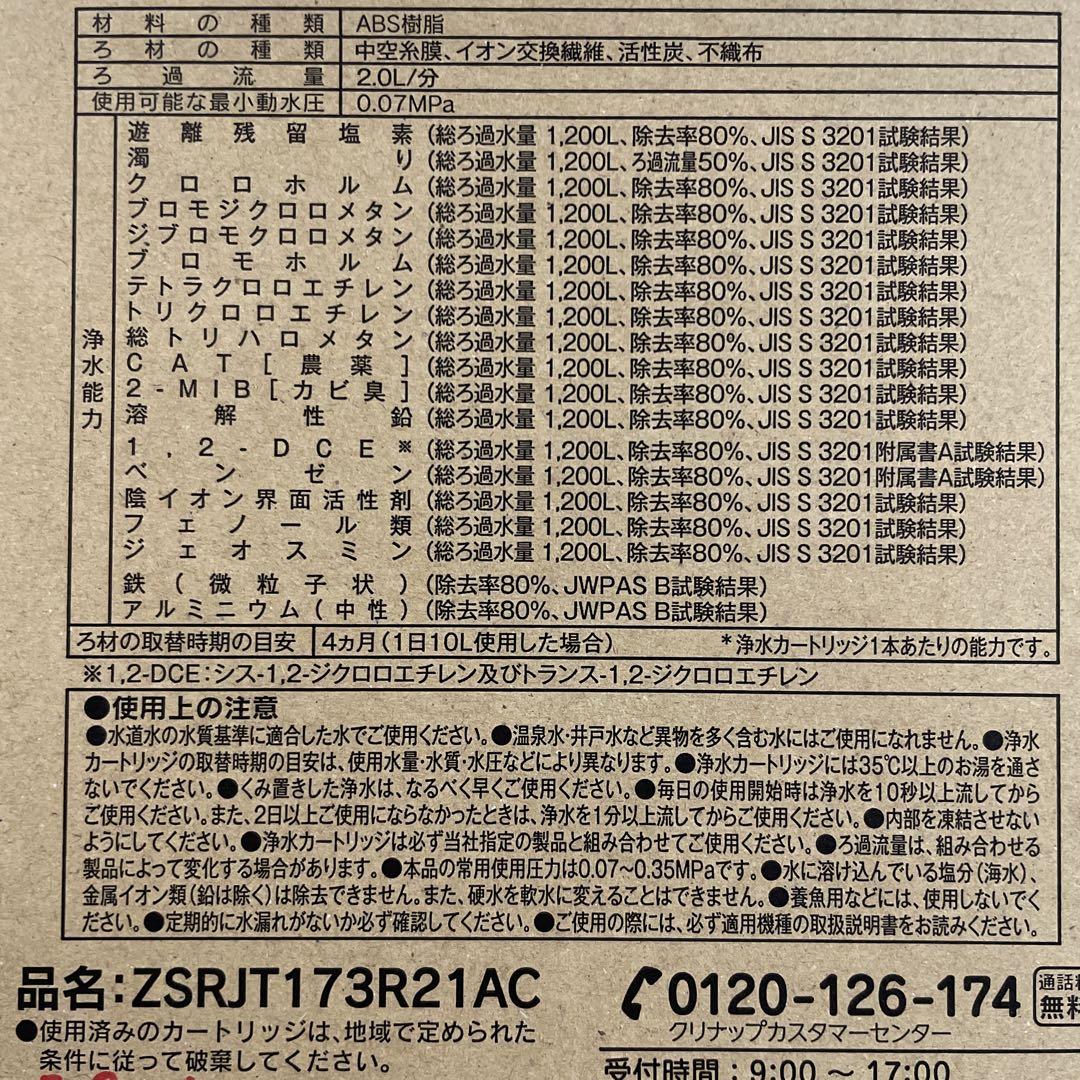 材料の種類 ABS樹脂
ろ材の種類 中空糸膜、イオン交換繊維、活性炭、不織布
ろ過流量 2.0L/分
使用可能な最小動水圧 0.07MPa
浄水能力
遊離残留塩素(総ろ過水量 1,200L、除去率80%、JIS S 3201試験結果)
濁り(総ろ過水量 1,200L、ろ過流量50%、JIS S 3201試験結果)
クロロホルム(総ろ過水量 1,200L、除去率80%、JIS S 3201試験結果)
ブロモジクロロメタン(総ろ過水量 1,200L、除去率80%、JIS S 3201試験結果)
ジブロモクロロメタン(総ろ過水量 1,200L、除去率80%、JIS S 3201試験結果)
ブロモホルム(総ろ過水量 1,200L、除去率80%、JIS S 3201試験結果)
テトラクロロエチレン(総ろ過水量 1,200L、除去率80%、JIS S 3201試験結果)
トリクロロエチレン(総ろ過水量 1,200L、除去率80%、JIS S 3201試験結果)
総トリハロメタン(総ろ過水量 1,200L、除去率80%、JIS S 3201試験結果)
CAT[農薬](総ろ過水量 1,200L、除去率80%、JIS S 3201試験結果)
2-MIB[カビ臭](総ろ過水量 1,200L、除去率80%、JIS S 3201試験結果)
溶解性鉛(総ろ過水量 1,200L、除去率80%、JIS S 3201試験結果)
1,2-DCE※(総ろ過水量 1,200L、除去率80%、JIS S 3201附属書A試験結果)
ベンゼン(総ろ過水量 1,200L、除去率80%、JIS S 3201附属書A試験結果)
陰イオン界面活性剤(総ろ過水量 1,200L、除去率80%、JIS S 3201試験結果)
フェノール類(総ろ過水量 1,200L、除去率80%、JIS S 3201試験結果)
ジェオスミン(総ろ過水量 1,200L、除去率80%、JIS S 3201試験結果)
鉄(微粒子状)(除去率80%、JWPAS B試験結果)
アルミニウム(中性)(除去率80%、JWPAS B試験結果)
ろ材の取替時期の目安 4ヵ月(1日10L使用した場合) *浄水カートリッジ1本あたりの能力です。
※1,2-DCE:シス-1,2-ジクロロエチレン及びトランス-1,2-ジクロロエチレン
●使用上の注意
●水道水の水質基準に適合した水でご使用ください。●温泉水・井戸水など異物を多く含む水にはご使用になれません。●浄水
カートリッジの取替時期の目安は、使用水量・水質・水圧などにより異なります。●浄水カートリッジには35℃以上のお湯を通さ
ないでください。●くみ置きした浄水は、なるべく早くご使用ください。●毎日の使用開始時は浄水を10秒以上流してから
ご使用ください。また、2日以上ご使用にならなかったときは、浄水を1分以上流してからご使用ください。●内部を凍結させない
ようにしてください。●浄水カートリッジは必ず当社指定の製品と組み合わせてご使用ください。●ろ過流量は、組み合わせる
製品によって変化する場合があります。●本品の常用使用圧力は0.07~0.35MPaです。●水に溶け込んでいる塩分(海水)、
金属イオン類(鉛は除く)は除去できません。また、硬水を軟水に変えることはできません。●養魚用などには、使用しないでく
ださい。●定期的に水漏れがないか必ず確認してください。●ご使用の際には、必ず適用機種の取扱説明書をお読みください。
品名:ZSRJT173R21AC
●使用済みのカートリッジは、地域で定められた
条件に従って破棄してください。
0120-126-174 通話料
無料
クリナップカスタマーセンター
受付時間:9:00~17:00